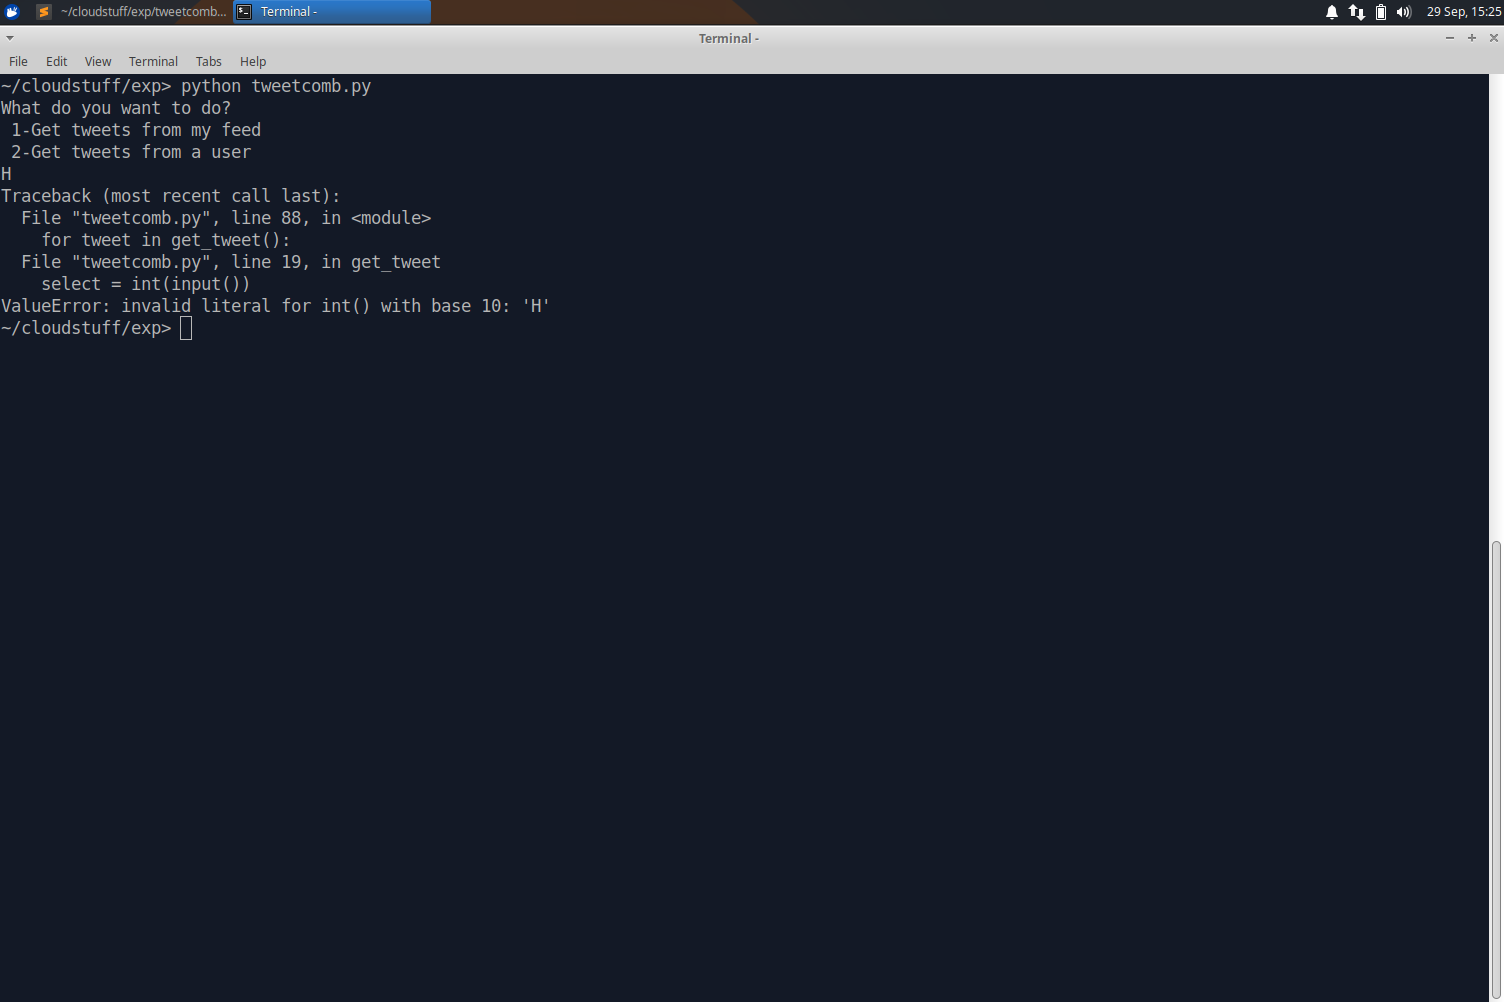 ~/cloudstuff/exp/tweetcomb...
Terminal -
29 Sep, 15:25
Terminal -
File Edit View Terminal Tabs Help
~/cloudstuff/exp> python tweetcomb.py
What do you want to do?
 1-Get tweets from my feed
 2-Get tweets from a user
H
Traceback (most recent call last):
  File "tweetcomb.py", line 88, in <module>
    for tweet in get_tweet():
  File "tweetcomb.py", line 19, in get_tweet
    select = int(input())
ValueError: invalid literal for int() with base 10: 'H'
~/cloudstuff/exp>